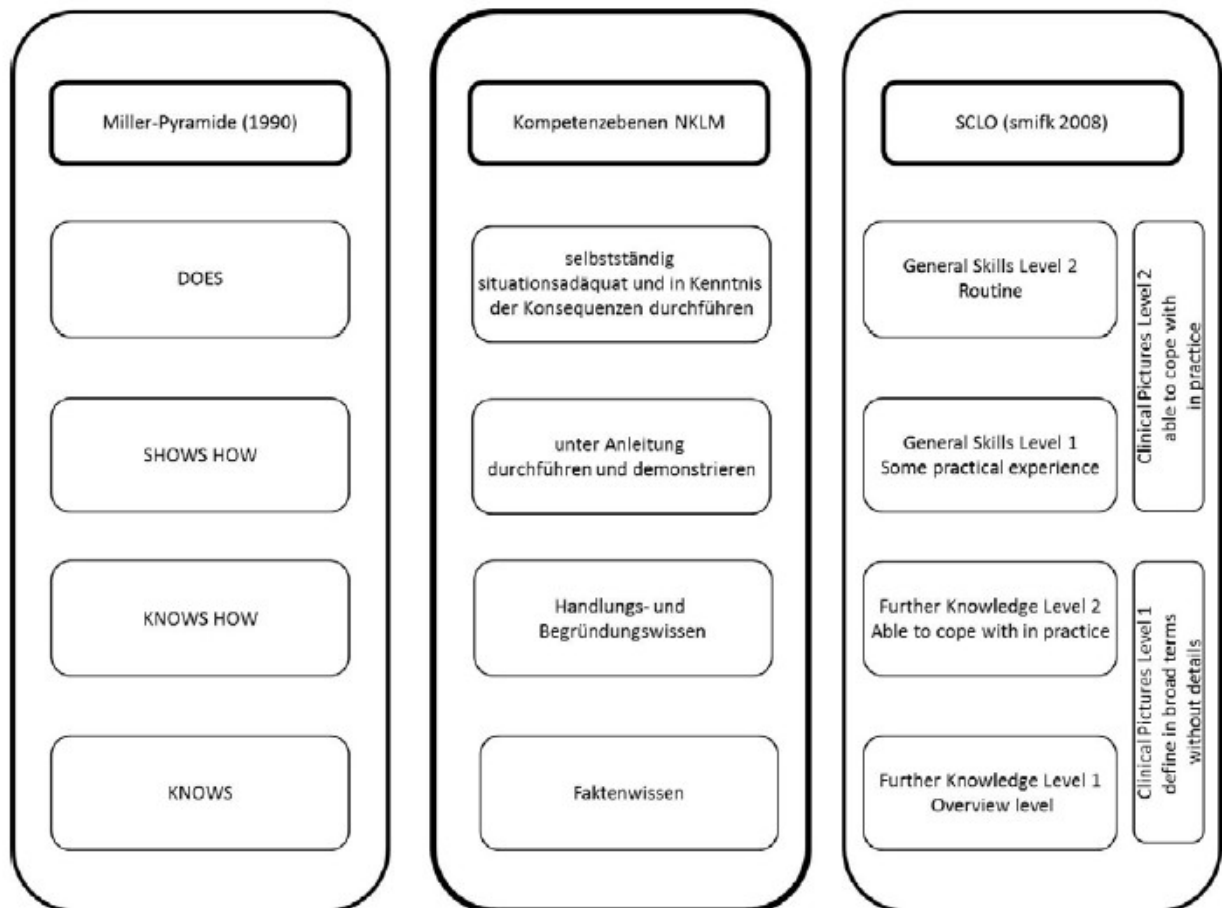 Miller-Pyramide (1990)
DOES
SHOWS HOW
KNOWS HOW
KNOWS
Kompetenzebenen NKLM
selbstständig
situationsadäquat und in Kenntnis
der Konsequenzen durchführen
unter Anleitung
durchführen und demonstrieren
Handlungs- und
Begründungswissen
Faktenwissen
SCLO (smifk 2008)
General Skills Level 2
Routine
General Skills Level 1
Some practical experience
Further Knowledge Level 2
Able to cope with in practice
Further Knowledge Level 1
Overview level
Clinical Pictures Level 2
able to cope with
in practice
Clinical Pictures Level 1
define in broad terms
without details